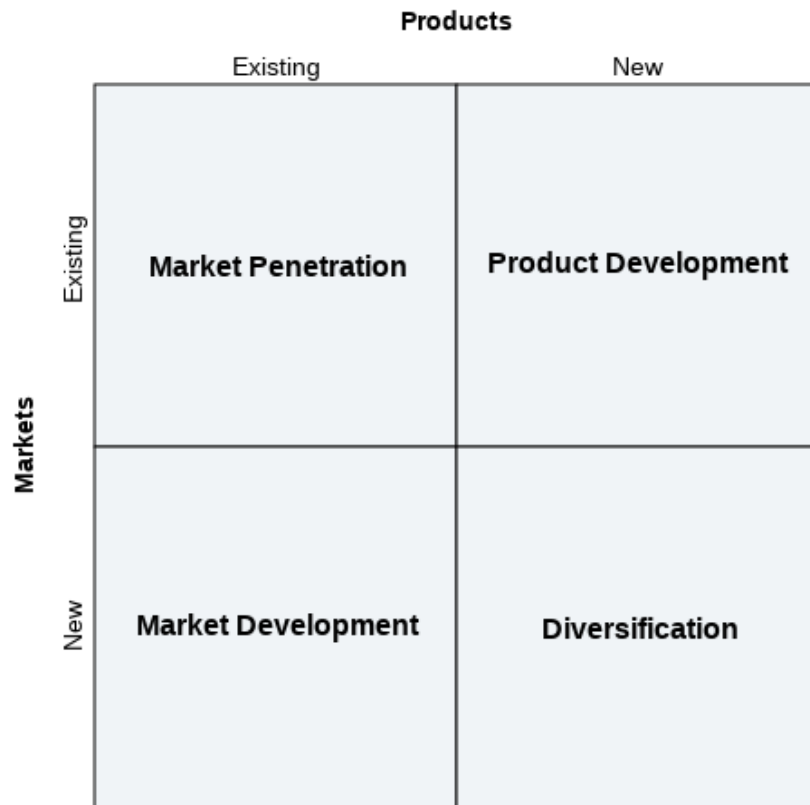 Products
Existing
New
Markets
Existing
Market Penetration
Product Development
New
Market Development
Diversification